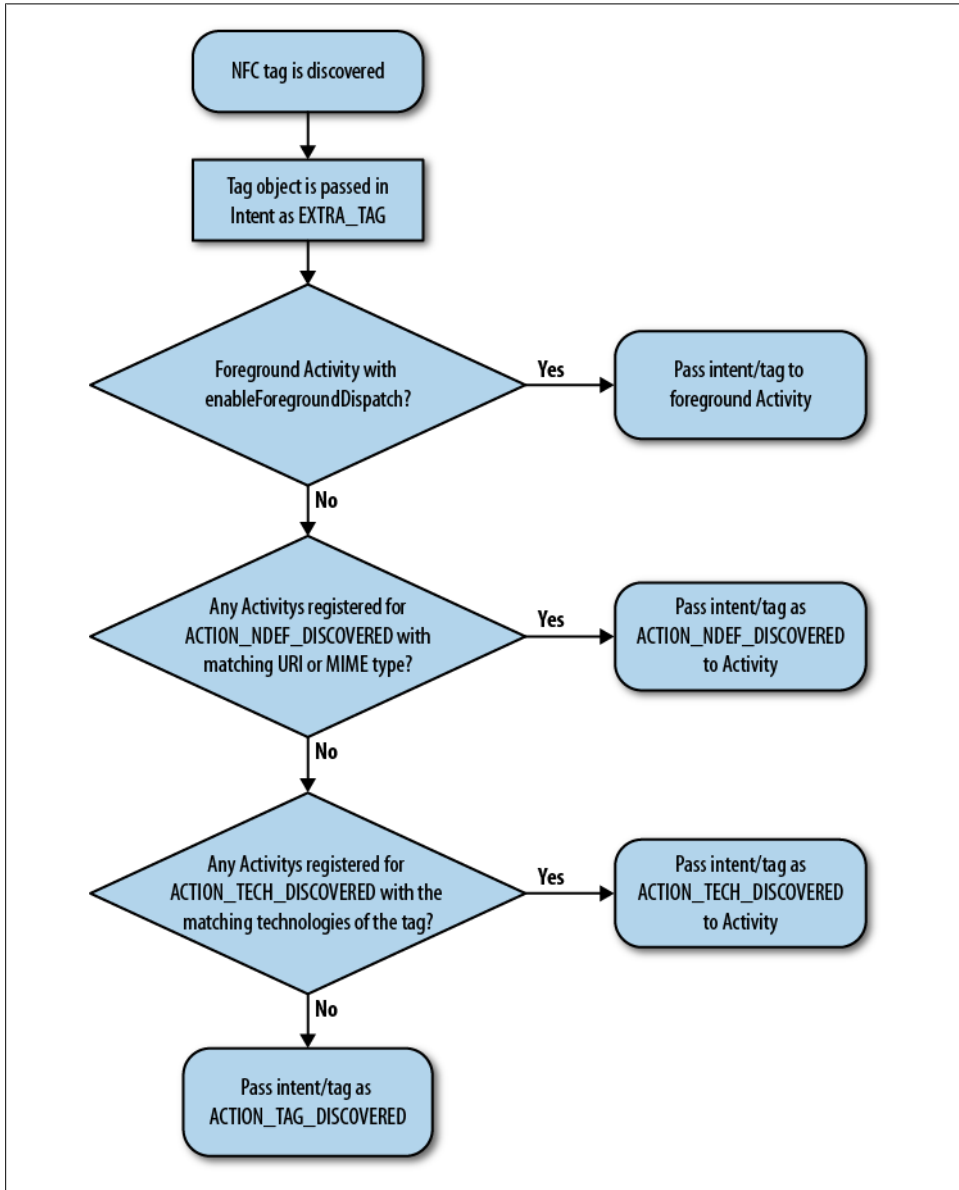 NFC tag is discovered
Tag object is passed in
Intent as EXTRA_TAG
Foreground Activity with
enableForegroundDispatch?
Yes
Pass intent/tag to
foreground Activity
No
Any Activitys registered for
ACTION_NDEF_DISCOVERED with
matching URI or MIME type?
Yes
Pass intent/tag as
ACTION_NDEF_DISCOVERED
to Activity
No
Any Activitys registered for
ACTION_TECH_DISCOVERED with the
matching technologies of the tag?
Yes
Pass intent/tag as
ACTION_TECH_DISCOVERED
to Activity
No
Pass intent/tag as
ACTION_TAG_DISCOVERED